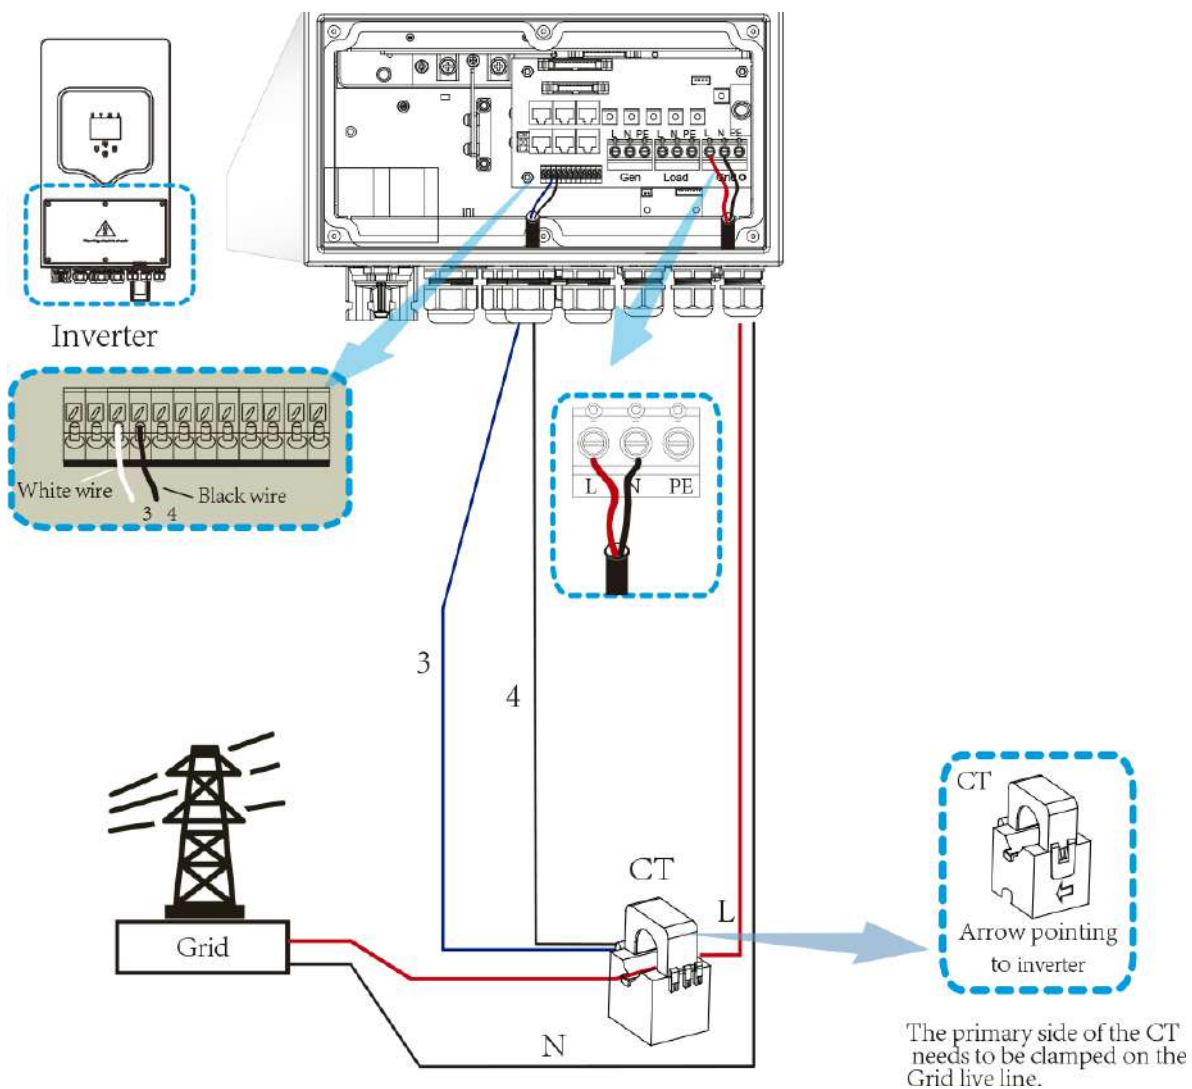 L N PE L N PE L N PE
Gen Load Grid
Inverter
White wire
Black wire
3 4
L N PE
3
4
CT
L
Grid
N
CT
Arrow pointing
to inverter
The primary side of the CT
needs to be clamped on the
Grid live line.